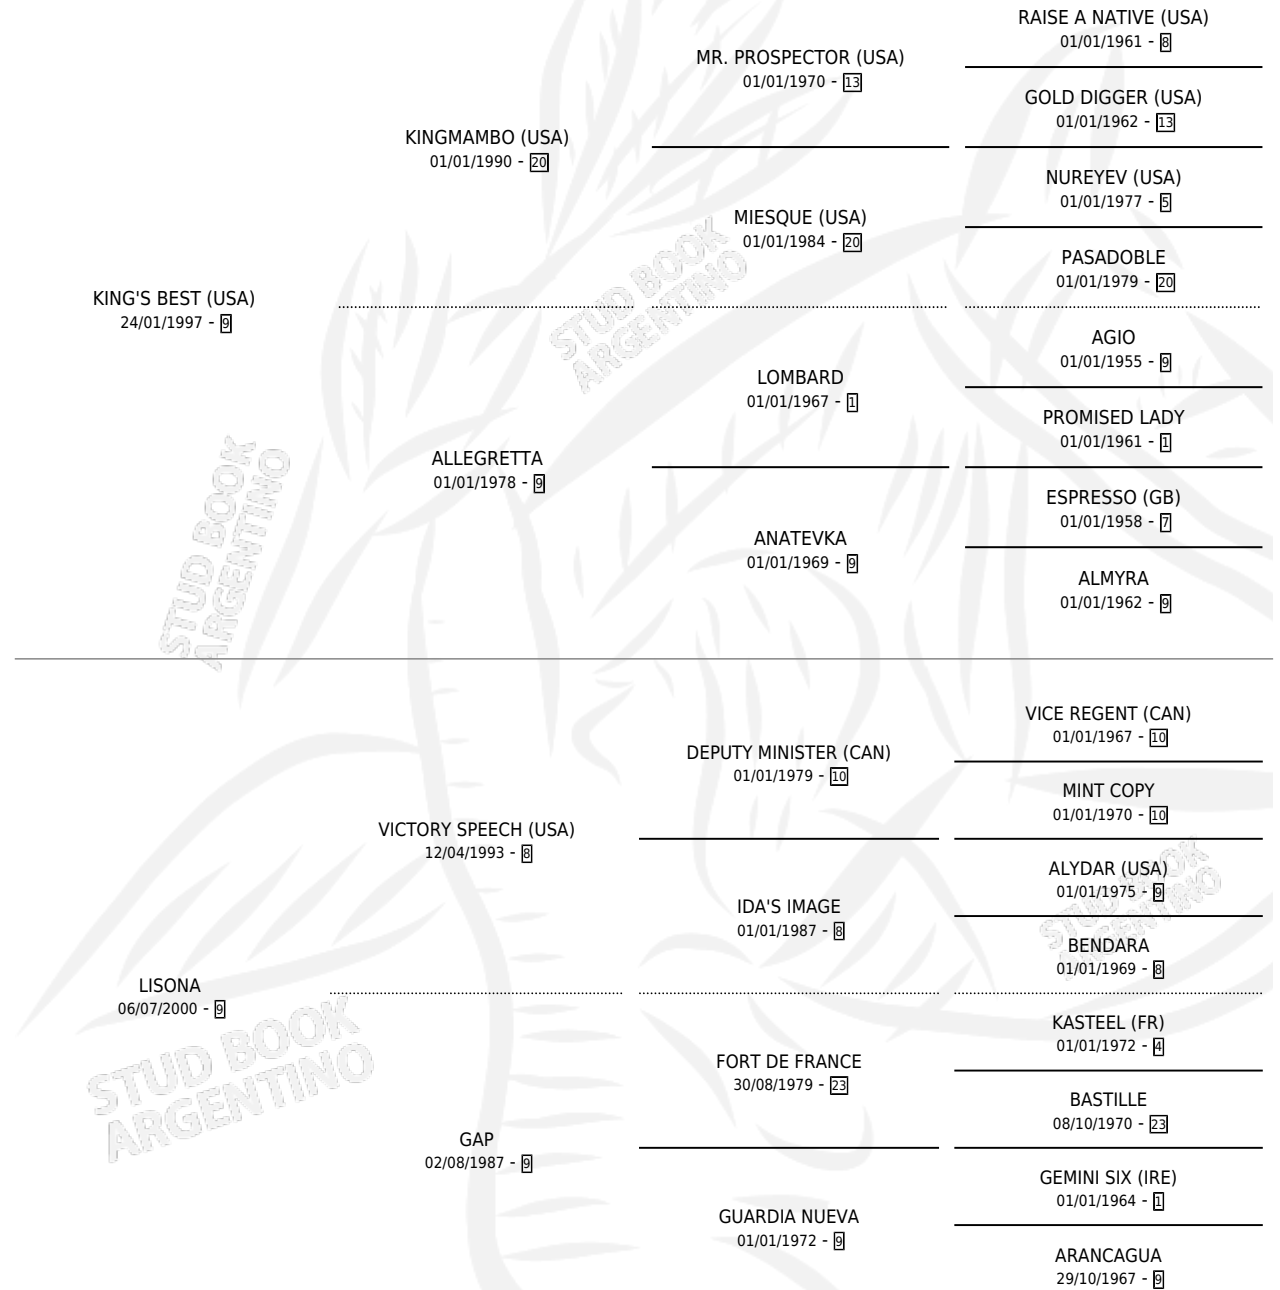 RAISE A NATIVE (USA)
01/01/1961 - 8
MR. PROSPECTOR (USA)
01/01/1970 - 13
GOLD DIGGER (USA)
01/01/1962 - 13
KINGMAMBO (USA)
01/01/1990 - 20
NUREYEV (USA)
01/01/1977 - 5
MIESQUE (USA)
01/01/1984 - 20
PASADOBLE
01/01/1979 - 20
KING'S BEST (USA)
24/01/1997 - 9
STUD BOOK
ARGENTINO
AGIO
01/01/1955 - 9
LOMBARD
01/01/1967 - 1
PROMISED LADY
01/01/1961 - 1
ALLEGRETTA
01/01/1978 - 9
ESPRESSO (GB)
01/01/1958 - 7
ANATEVKA
01/01/1969 - 9
ALMYRA
01/01/1962 - 9
STUD BOOK
ARGENTINO
VICE REGENT (CAN)
01/01/1967 - 10
DEPUTY MINISTER (CAN)
01/01/1979 - 10
MINT COPY
01/01/1970 - 10
VICTORY SPEECH (USA)
12/04/1993 - 8
ALYDAR (USA)
01/01/1975 - 9
IDA'S IMAGE
01/01/1987 - 8
BENDARA
01/01/1969 - 8
STUD BOOK
ARGENTINO
LISONA
06/07/2000 - 9
KASTEEL (FR)
01/01/1972 - 4
FORT DE FRANCE
30/08/1979 - 23
BASTILLE
08/10/1970 - 23
STUD BOOK
ARGENTINO
GAP
02/08/1987 - 9
GEMINI SIX (IRE)
01/01/1964 - 1
GUARDIA NUEVA
01/01/1972 - 9
ARANCAGUA
29/10/1967 - 9